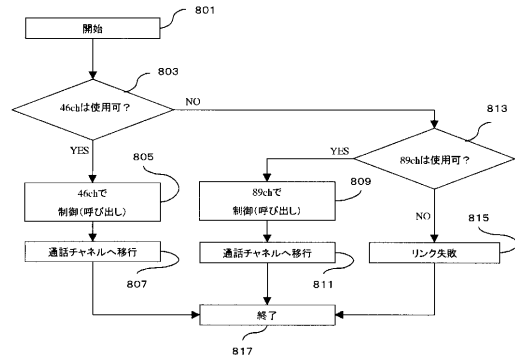 開始
801
803
46chは使用可?
NO
813
YES
YES
89chは使用可?
805
46chで
制御(呼び出し)
89chで
制御(呼び出し)
809
NO
815
通話チャネルへ移行
807
通話チャネルへ移行
811
リンク失敗
終了
817